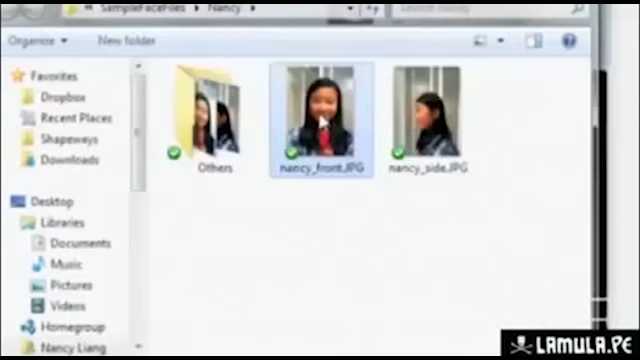 SampleFaceFiles ▸ Nancy ▸
Organize ▾ New folder
Favorites
Dropbox
Recent Places
Shapeways
Downloads
Desktop
Libraries
Documents
Music
Pictures
Videos
Homegroup
Nancy Liang
Others
nancy_front.JPG
nancy_side.JPG
LAMULA.PE